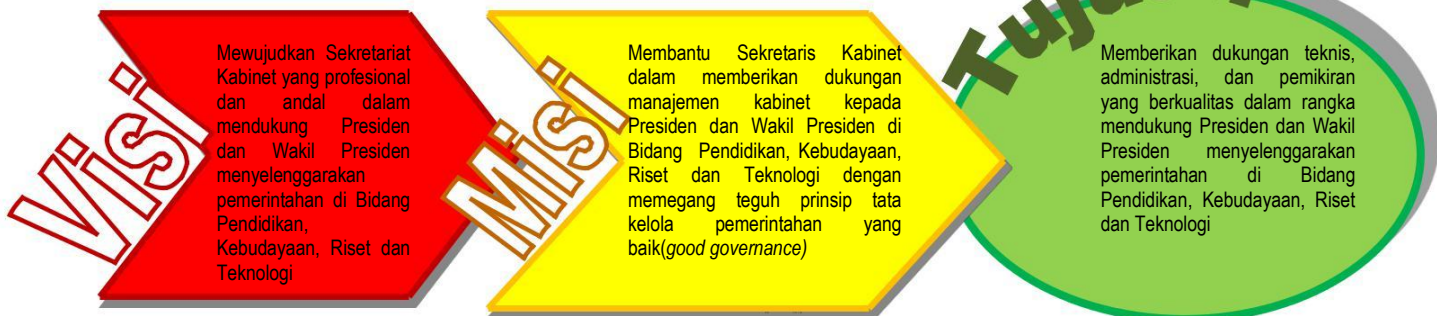 Visi
Mewujudkan Sekretariat
Kabinet yang profesional
dan andal dalam
mendukung Presiden
dan Wakil Presiden
menyelenggarakan
pemerintahan di Bidang
Pendidikan,
Kebudayaan, Riset dan
Teknologi
Misi
Membantu Sekretaris Kabinet
dalam memberikan dukungan
manajemen kabinet kepada
Presiden dan Wakil Presiden di
Bidang Pendidikan, Kebudayaan,
Riset dan Teknologi dengan
memegang teguh prinsip tata
kelola pemerintahan yang
baik(good governance)
Memberikan dukungan teknis,
administrasi, dan pemikiran
yang berkualitas dalam rangka
mendukung Presiden dan Wakil
Presiden menyelenggarakan
pemerintahan di Bidang
Pendidikan, Kebudayaan, Riset
dan Teknologi